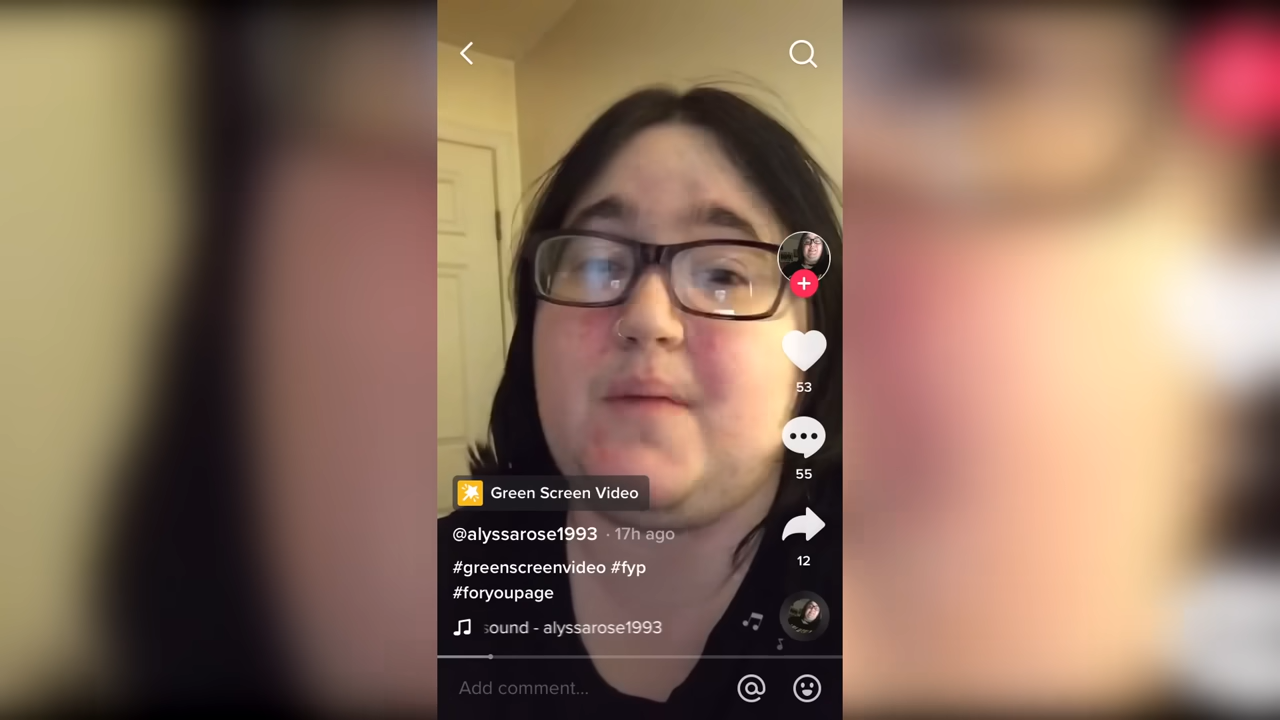 53
55
Green Screen Video
@alyssarose1993 · 17h ago
12
#greenscreenvideo #fyp
#foryoupage
sound - alyssarose1993
Add comment...